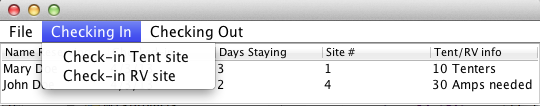 File Checking In Checking Out
Name Days Staying Site # Tent/RV info
Check-in Tent site
Mary 3 1 10 Tenters
Check-in RV site
John 2 4 30 Amps needed